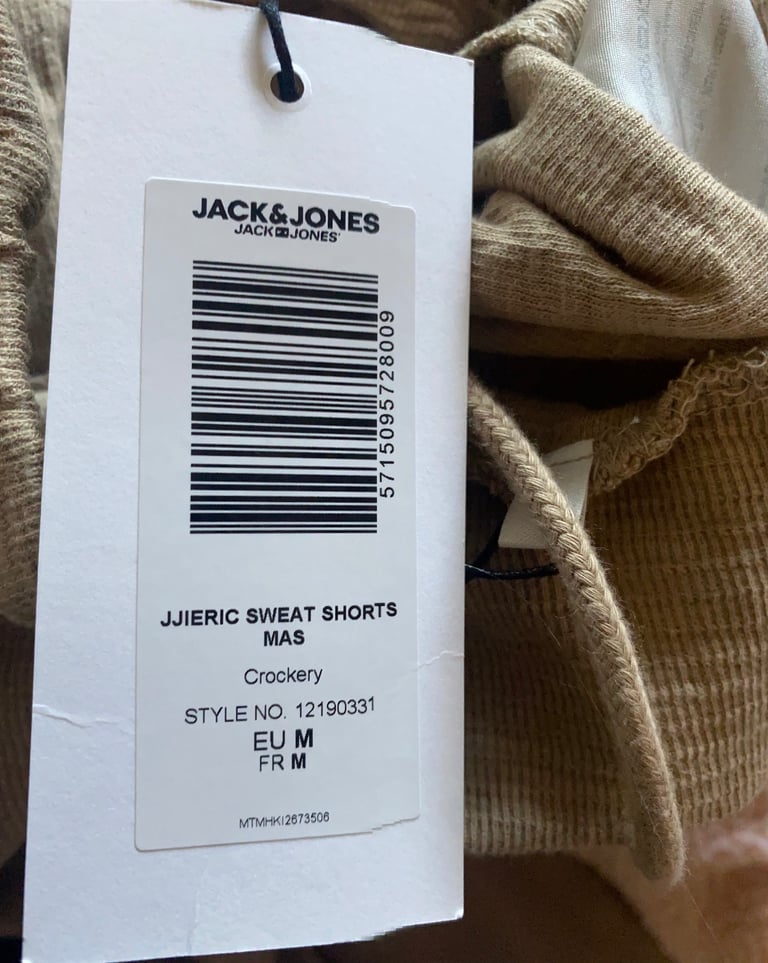 JACK&JONES
JACK JONES
5715095728009
JJIERIC SWEAT SHORTS
MAS
Crockery
STYLE NO. 12190331
EU M
FR M
MTMHKI2673506